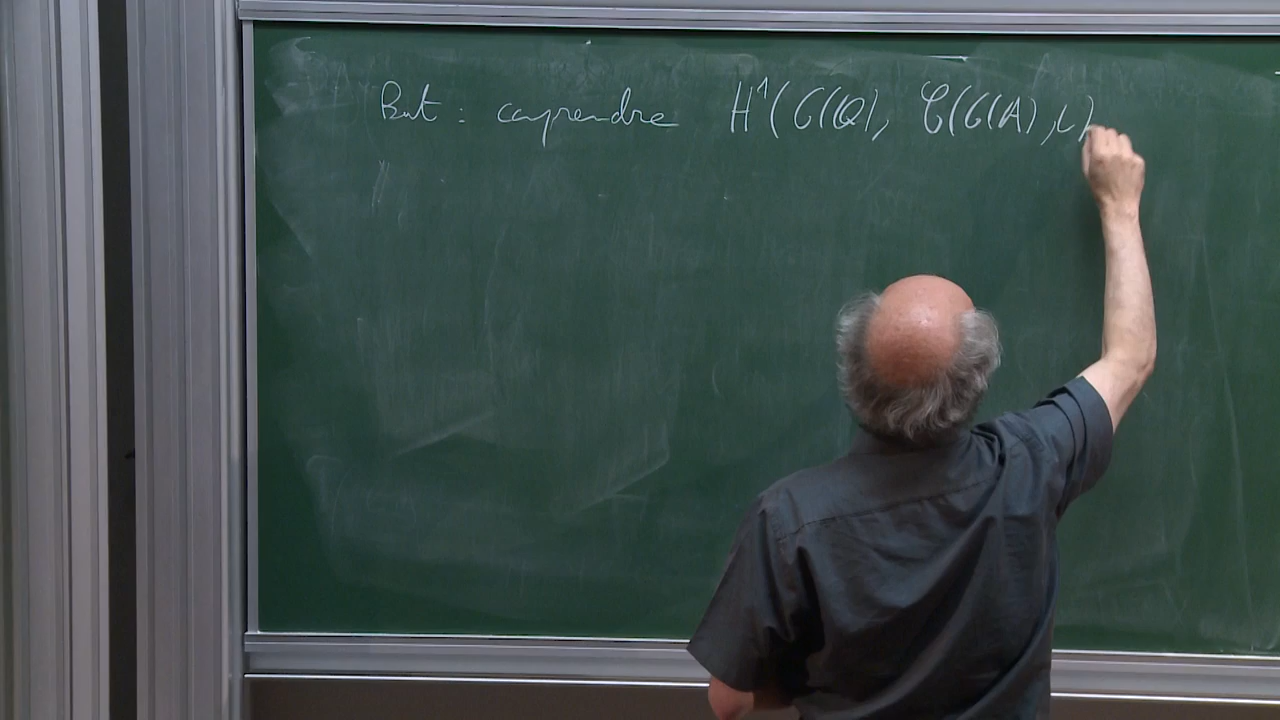 But : comprendre H¹(G(Q), 𝒞(G(A), L)